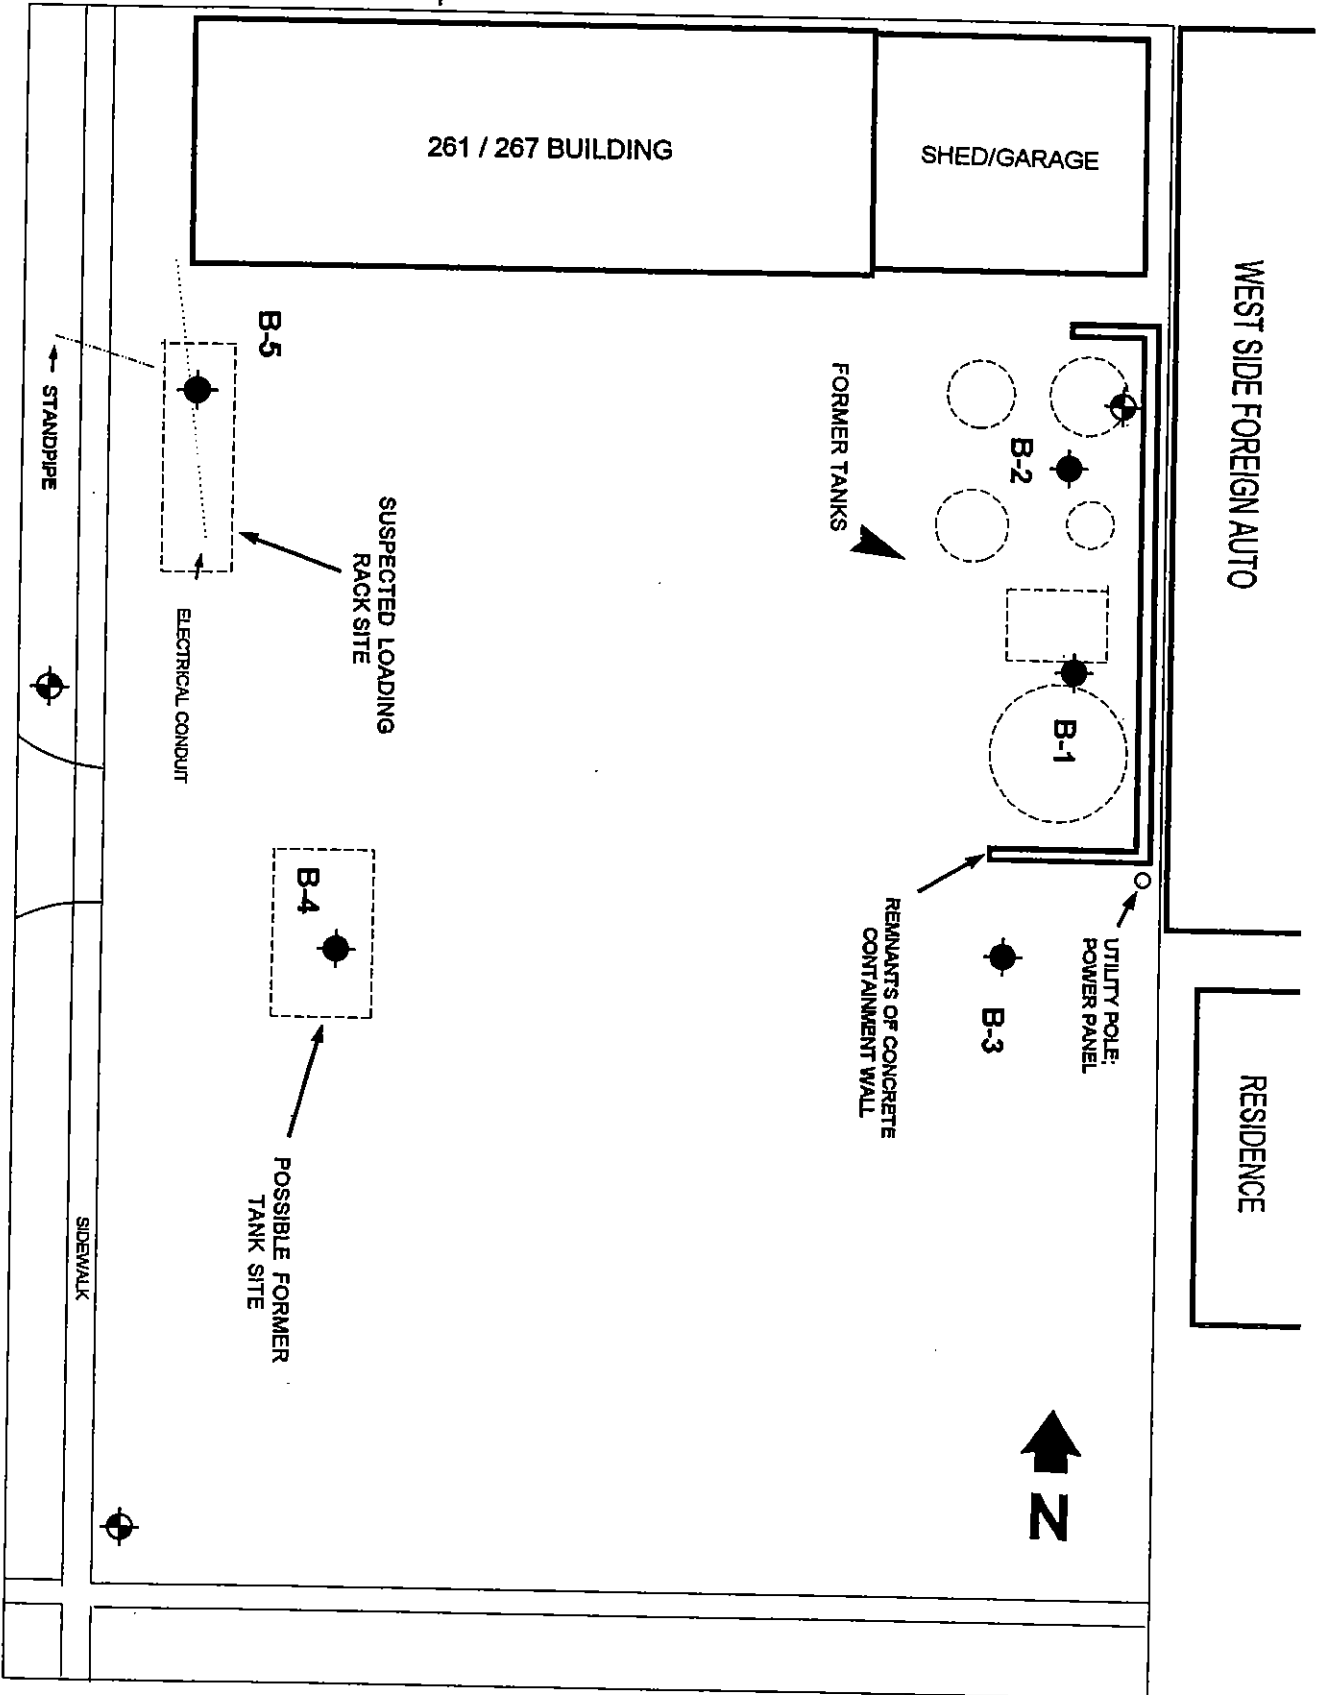 261 / 267 BUILDING
SHED/GARAGE
WEST SIDE FOREIGN AUTO
RESIDENCE
B-5
STANDPIPE
ELECTRICAL CONDUIT
SUSPECTED LOADING
RACK SITE
FORMER TANKS
B-2
B-1
REMNANTS OF CONCRETE
CONTAINMENT WALL
UTILITY POLE;
POWER PANEL
B-3
B-4
POSSIBLE FORMER
TANK SITE
SIDEWALK
N